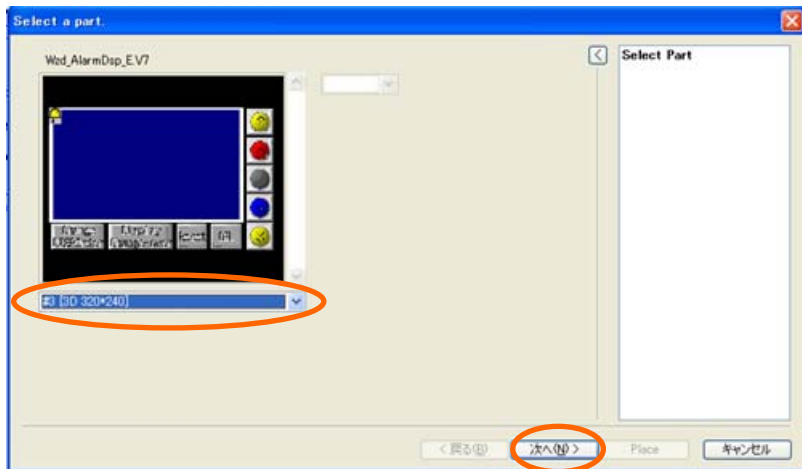 Select a part.
Wzd_AlarmDsp_E.V7
Select Part
#3 [3D 320*240]
< 戻る(B)
次へ(N) >
Place
キャンセル